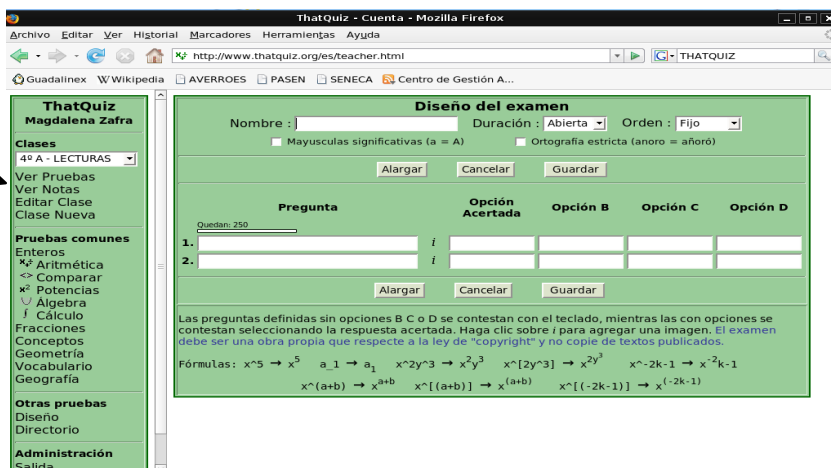 ThatQuiz - Cuenta - Mozilla Firefox
Archivo Editar Ver Historial Marcadores Herramientas Ayuda
http://www.thatquiz.org/es/teacher.html
THATQUIZ
Guadalinex Wikipedia AVERROES PASEN SENECA Centro de Gestión A...
ThatQuiz
Magdalena Zafra
Clases
4º A - LECTURAS
Ver Pruebas
Ver Notas
Editar Clase
Clase Nueva
Pruebas comunes
Enteros
Aritmética
Comparar
x² Potencias
Álgebra
∫ Cálculo
Fracciones
Conceptos
Geometría
Vocabulario
Geografía
Otras pruebas
Diseño
Directorio
Administración
Salida
Diseño del examen
Nombre : Duración : Abierta Orden : Fijo
Mayusculas significativas (a = A) Ortografía estricta (anoro = añoró)
Alargar Cancelar Guardar
Pregunta Opción Acertada Opción B Opción C Opción D
Quedan: 250
1. i
2. i
Alargar Cancelar Guardar
Las preguntas definidas sin opciones B C o D se contestan con el teclado, mientras las con opciones se
contestan seleccionando la respuesta acertada. Haga clic sobre i para agregar una imagen. El examen
debe ser una obra propia que respecte a la ley de "copyright" y no copie de textos publicados.
Fórmulas: x^5 → x⁵ a_1 → a₁ x^2y^3 → x²y³ x^[2y^3] → x^2y³ x^-2k-1 → x⁻²k-1
x^(a+b) → x^a+b x^[(a+b)] → x^(a+b) x^[(-2k-1)] → x^(-2k-1)